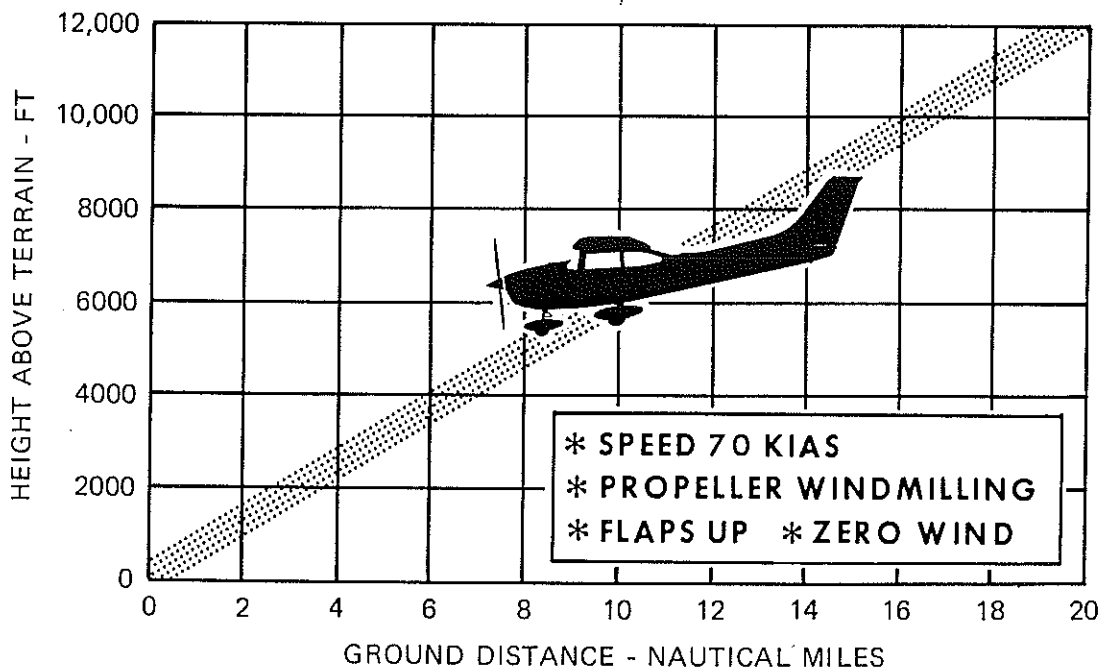 12,000
10,000
8000
6000
4000
2000
0
HEIGHT ABOVE TERRAIN - FT
* SPEED 70 KIAS
* PROPELLER WINDMILLING
* FLAPS UP * ZERO WIND
0 2 4 6 8 10 12 14 16 18 20
GROUND DISTANCE - NAUTICAL MILES